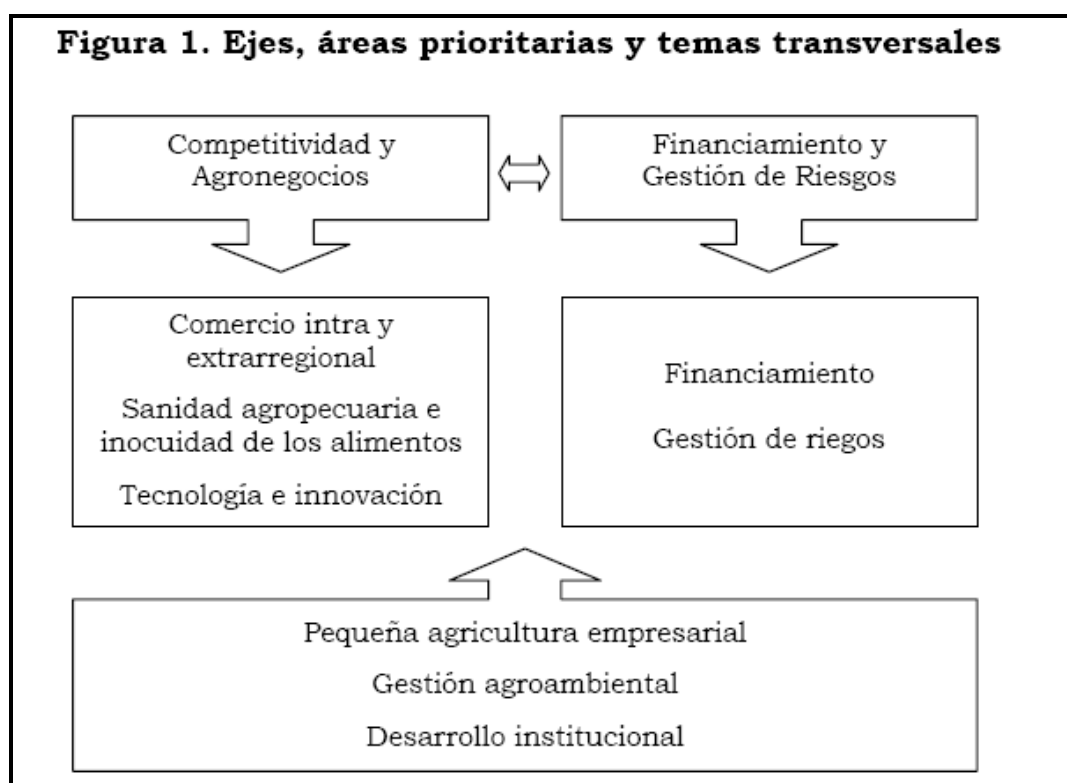 Figura 1. Ejes, áreas prioritarias y temas transversales
Competitividad y
Agronegocios
Financiamiento y
Gestión de Riesgos
Comercio intra y
extrarregional
Sanidad agropecuaria e
inocuidad de los alimentos
Tecnología e innovación
Financiamiento
Gestión de riegos
Pequeña agricultura empresarial
Gestión agroambiental
Desarrollo institucional